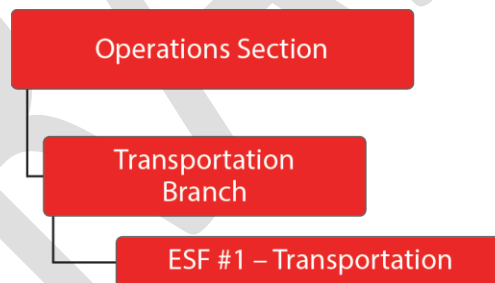 Operations Section
Transportation
Branch
ESF #1 – Transportation